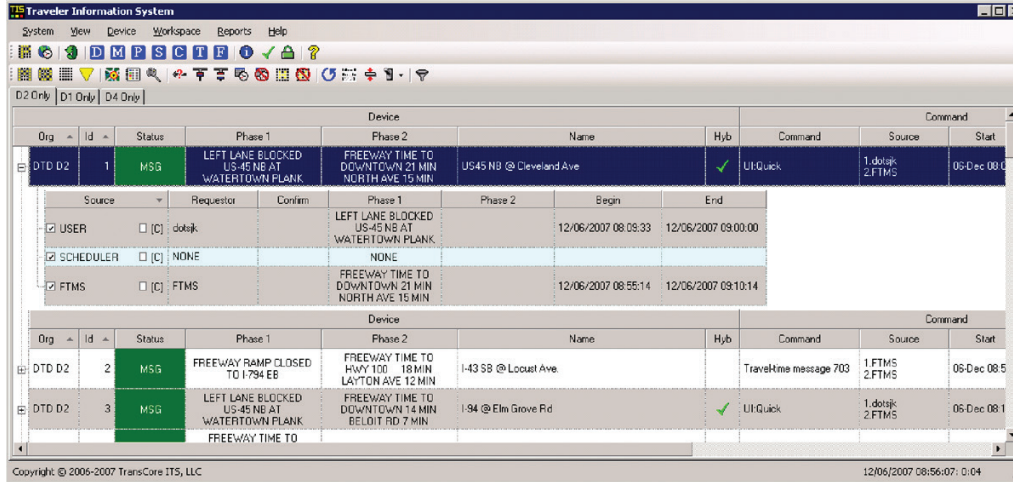 TIS Traveler Information System
System View Device Workspace Reports Help
D M P S C T F
D2 Only D1 Only D4 Only
Device Command
Org Id Status Phase 1 Phase 2 Name Hyb Command Source Start
DTD D2 1 MSG LEFT LANE BLOCKED US-45 NB AT WATERTOWN PLANK FREEWAY TIME TO DOWNTOWN 21 MIN NORTH AVE 15 MIN US45 NB @ Cleveland Ave UI:Quick 1.dotsjk 2.FTMS 06-Dec 08:0
Source Requestor Confirm Phase 1 Phase 2 Begin End
USER [C] dotsjk LEFT LANE BLOCKED US-45 NB AT WATERTOWN PLANK 12/06/2007 08:09:33 12/06/2007 09:00:00
SCHEDULER [C] NONE NONE
FTMS [C] FTMS FREEWAY TIME TO DOWNTOWN 21 MIN NORTH AVE 15 MIN 12/06/2007 08:55:14 12/06/2007 09:10:14
Device Command
Org Id Status Phase 1 Phase 2 Name Hyb Command Source Start
DTD D2 2 MSG FREEWAY RAMP CLOSED TO I-794 EB FREEWAY TIME TO HWY 100 18 MIN LAYTON AVE 12 MIN I-43 SB @ Locust Ave. Travel-time message 703 1.FTMS 2.FTMS 06-Dec 08:5
DTD D2 3 MSG LEFT LANE BLOCKED US-45 NB AT WATERTOWN PLANK FREEWAY TIME TO DOWNTOWN 14 MIN BELOIT RD 7 MIN I-94 @ Elm Grove Rd UI:Quick 1.dotsjk 2.FTMS 06-Dec 08:1
FREEWAY TIME TO
Copyright © 2006-2007 TransCore ITS, LLC 12/06/2007 08:56:07: 0:04